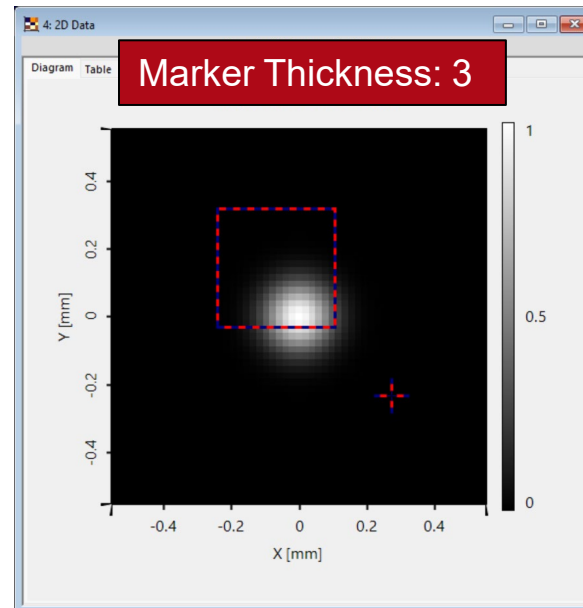 4: 2D Data
Diagram Table
Marker Thickness: 3
1
0.5
0
0.4
0.2
0
-0.2
-0.4
Y [mm]
-0.4 -0.2 0 0.2 0.4
X [mm]